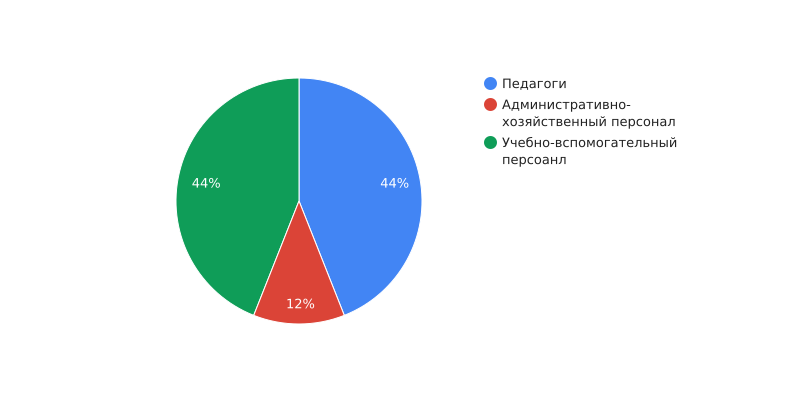 Педагоги
Административно-
хозяйственный персонал
Учебно-вспомогательный
персоанл
44%
44%
12%